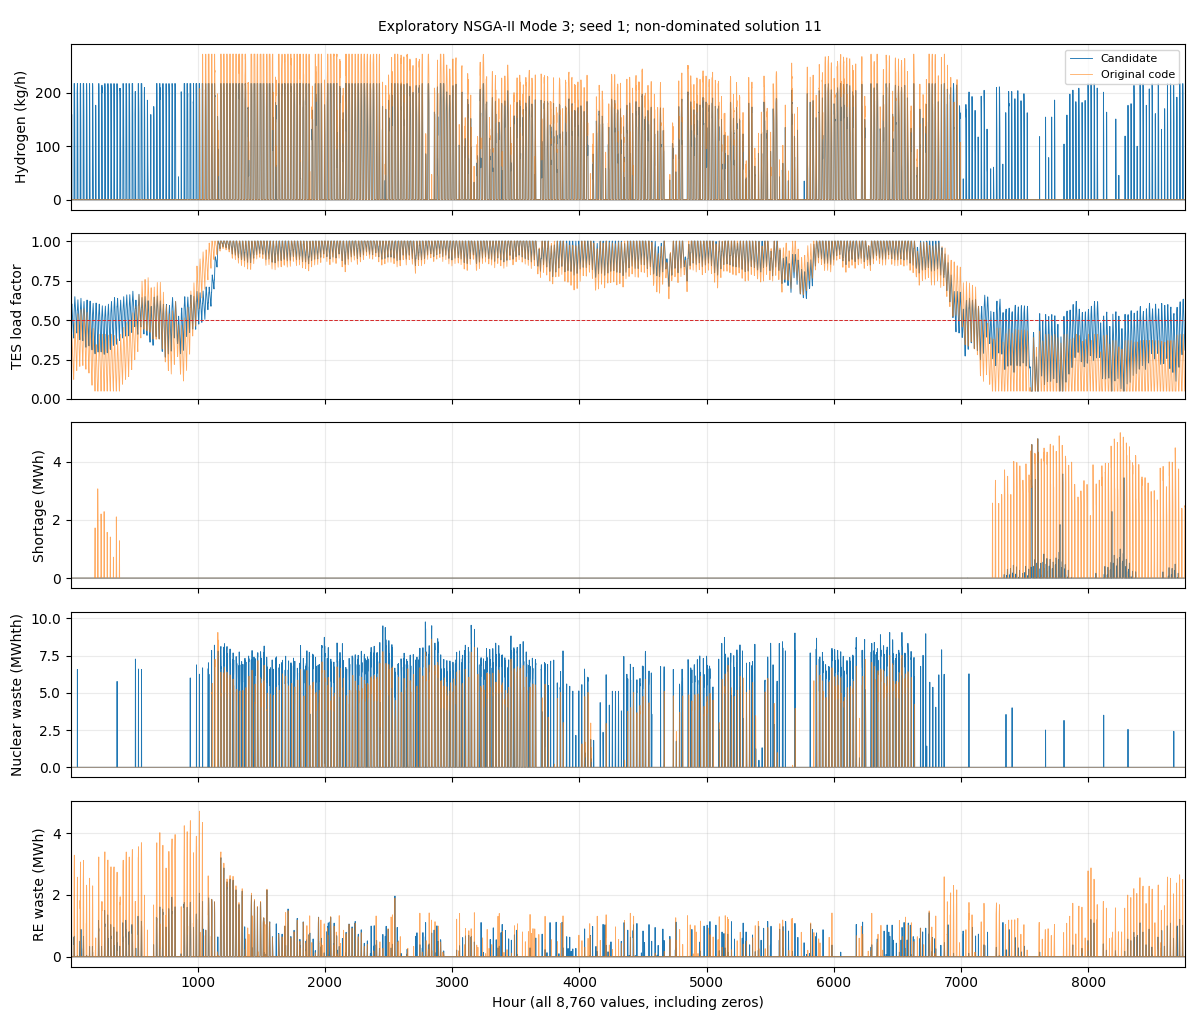 Exploratory NSGA-II Mode 3; seed 1; non-dominated solution 11
Hydrogen (kg/h)
200
100
0
Candidate
Original code
TES load factor
1.00
0.75
0.50
0.25
0.00
Shortage (MWh)
4
2
0
Nuclear waste (MWhth)
10.0
7.5
5.0
2.5
0.0
RE waste (MWh)
4
2
0
1000 2000 3000 4000 5000 6000 7000 8000
Hour (all 8,760 values, including zeros)